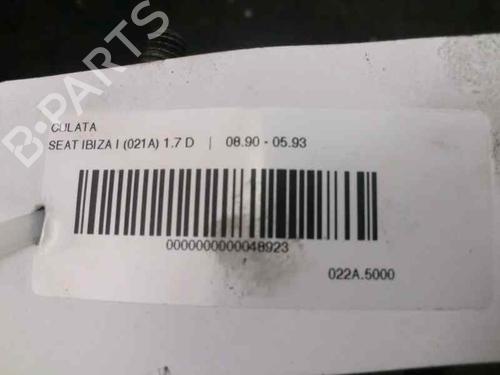 CULATA
SEAT IBIZA I (021A) 1.7 D | 08.90 - 05.93
0000000000048923
022A.5000
B-PARTS